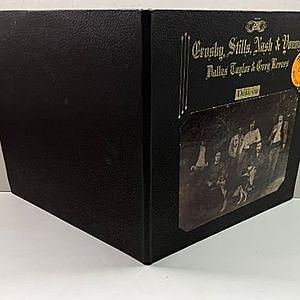 Crosby, Stills, Nash & Young
Dallas Taylor & Greg Reeves
Déjà vu